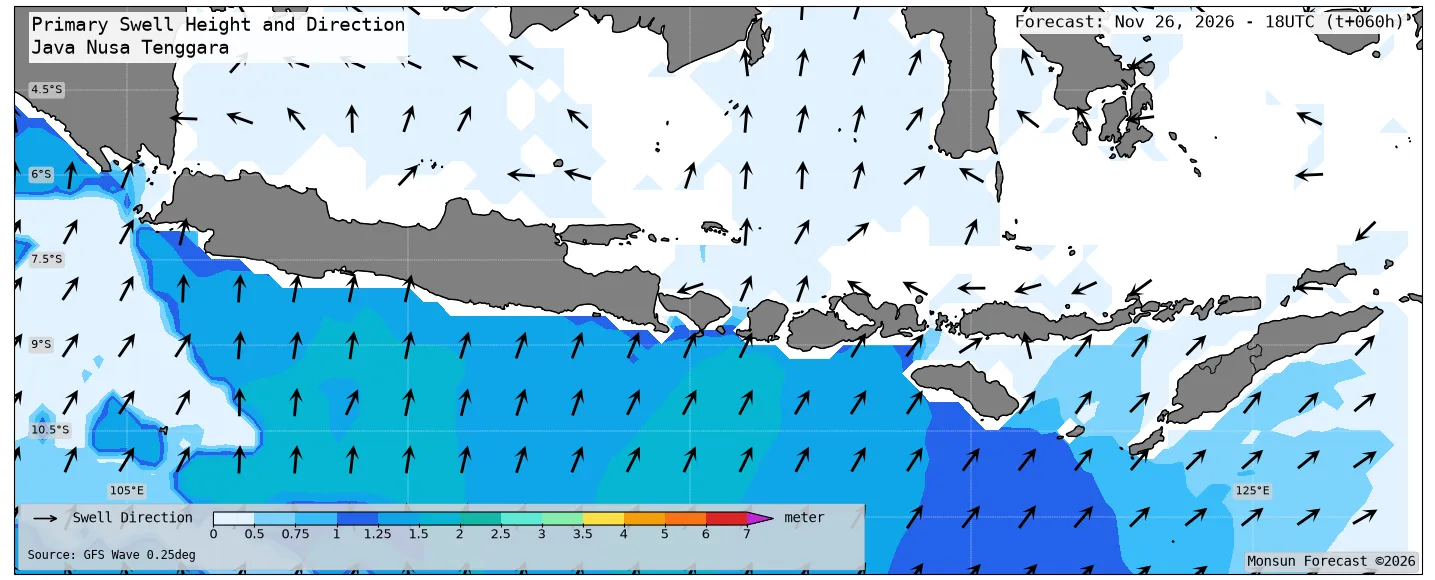 Primary Swell Height and Direction
Java Nusa Tenggara
Forecast: Nov 26, 2026 - 18UTC (t+060h)
4.5°S
6°S
7.5°S
9°S
10.5°S
105°E
125°E
Swell Direction
0 0.5 0.75 1 1.25 1.5 2 2.5 3 3.5 4 5 6 7
meter
Source: GFS Wave 0.25deg
Monsun Forecast ©2026